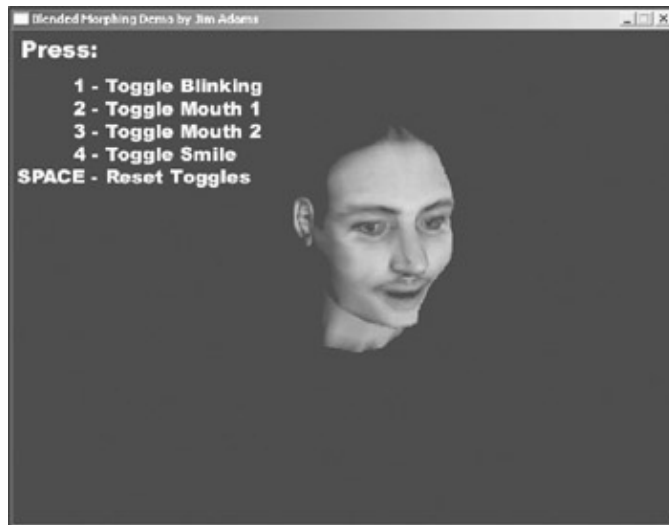 Blended Morphing Demo by Jim Adams
Press:
1 - Toggle Blinking
2 - Toggle Mouth 1
3 - Toggle Mouth 2
4 - Toggle Smile
SPACE - Reset Toggles